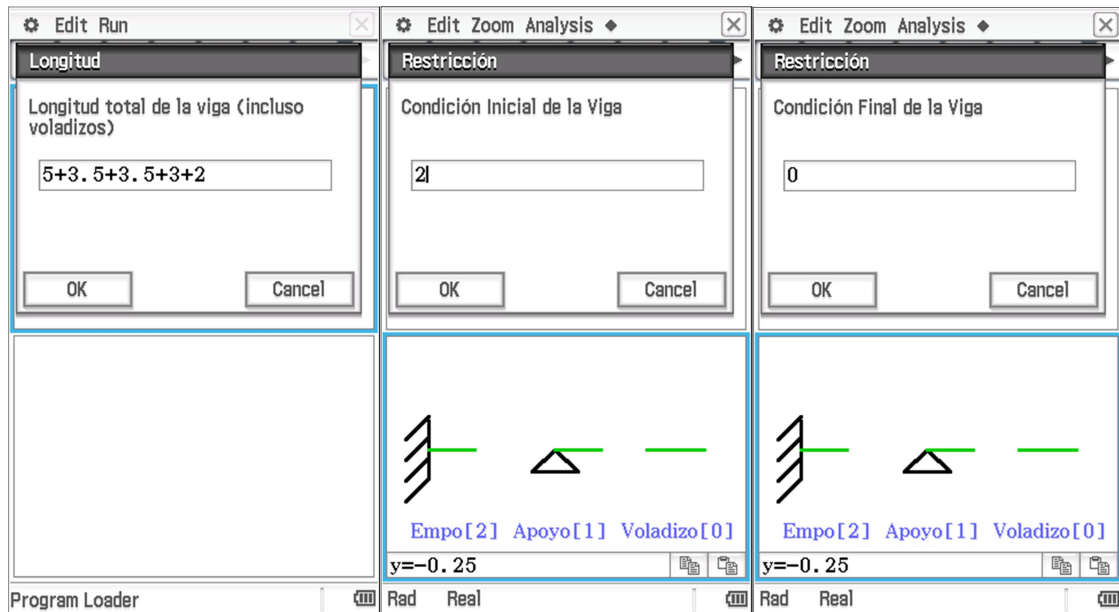 Edit Run
Longitud
Longitud total de la viga (incluso
voladizos)
5+3.5+3.5+3+2
OK Cancel
Program Loader
Edit Zoom Analysis
Restricción
Condición Inicial de la Viga
2
OK Cancel
Empo[2] Apoyo[1] Voladizo[0]
y=-0.25
Rad Real
Edit Zoom Analysis
Restricción
Condición Final de la Viga
0
OK Cancel
Empo[2] Apoyo[1] Voladizo[0]
y=-0.25
Rad Real